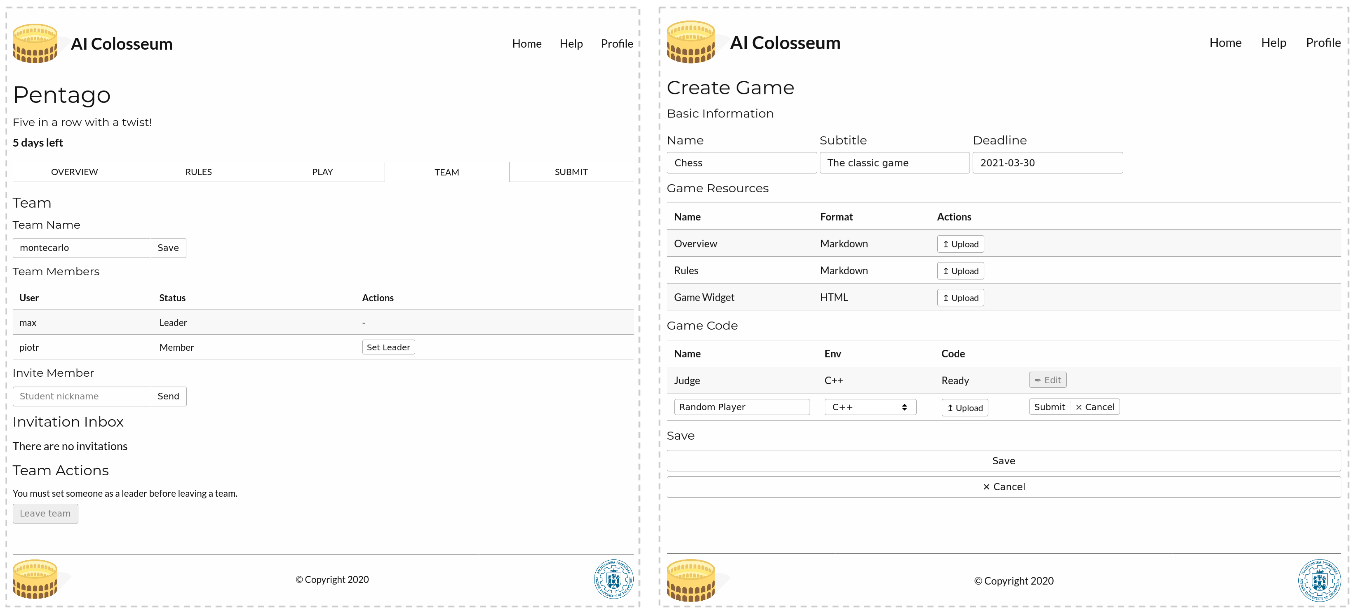 AI Colosseum
Home Help Profile
Pentago
Five in a row with a twist!
5 days left
OVERVIEW RULES PLAY TEAM SUBMIT
Team
Team Name
montecarlo Save
Team Members
User Status Actions
max Leader -
piotr Member Set Leader
Invite Member
Student nickname Send
Invitation Inbox
There are no invitations
Team Actions
You must set someone as a leader before leaving a team.
Leave team
© Copyright 2020
AI Colosseum
Home Help Profile
Create Game
Basic Information
Name Subtitle Deadline
Chess The classic game 2021-03-30
Game Resources
Name Format Actions
Overview Markdown ↥ Upload
Rules Markdown ↥ Upload
Game Widget HTML ↥ Upload
Game Code
Name Env Code
Judge C++ Ready ✏ Edit
Random Player C++ ↥ Upload Submit × Cancel
Save
Save
× Cancel
© Copyright 2020